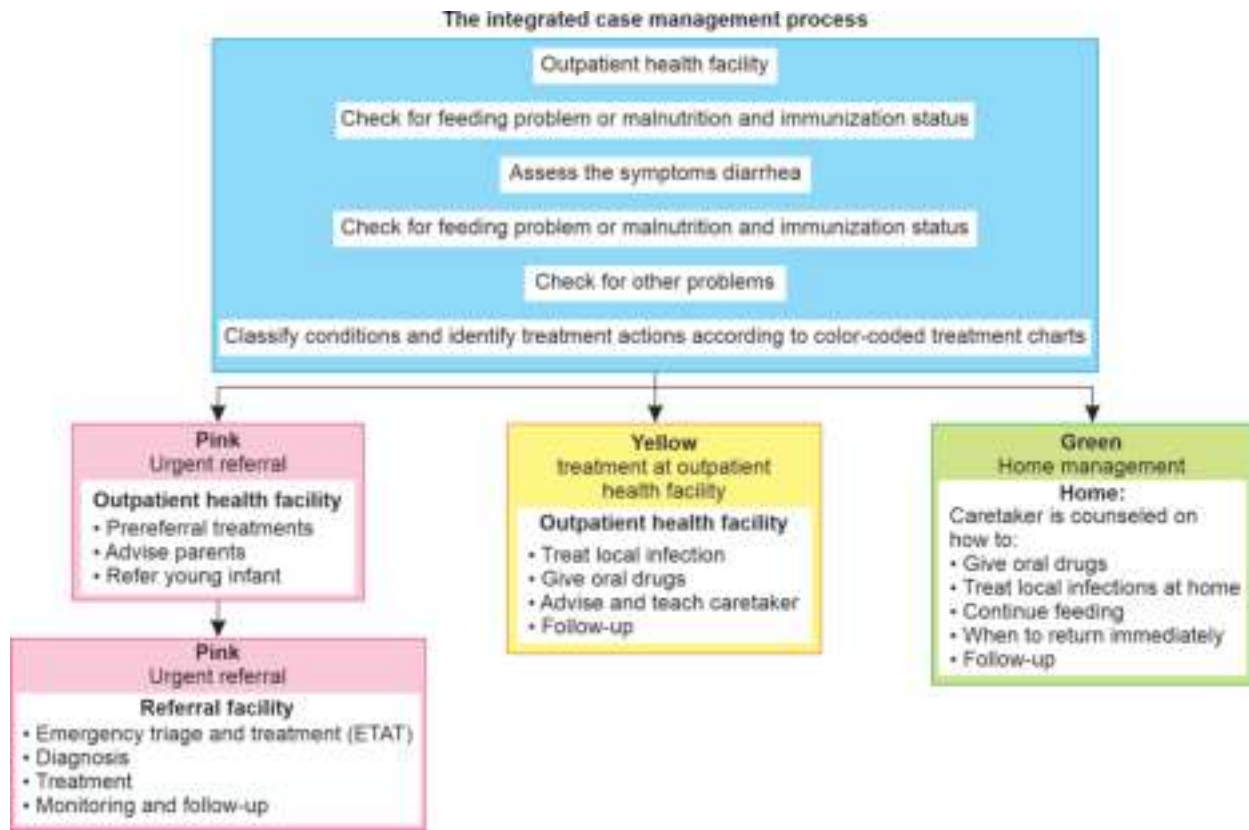 The integrated case management process
Outpatient health facility
Check for feeding problem or malnutrition and immunization status
Assess the symptoms diarrhea
Check for feeding problem or malnutrition and immunization status
Check for other problems
Classify conditions and identify treatment actions according to color-coded treatment charts
Pink
Urgent referral
Outpatient health facility
• Prereferral treatments
• Advise parents
• Refer young infant
Pink
Urgent referral
Referral facility
• Emergency triage and treatment (ETAT)
• Diagnosis
• Treatment
• Monitoring and follow-up
Yellow
treatment at outpatient
health facility
Outpatient health facility
• Treat local infection
• Give oral drugs
• Advise and teach caretaker
• Follow-up
Green
Home management
Home:
Caretaker is counseled on
how to:
• Give oral drugs
• Treat local infections at home
• Continue feeding
• When to return immediately
• Follow-up